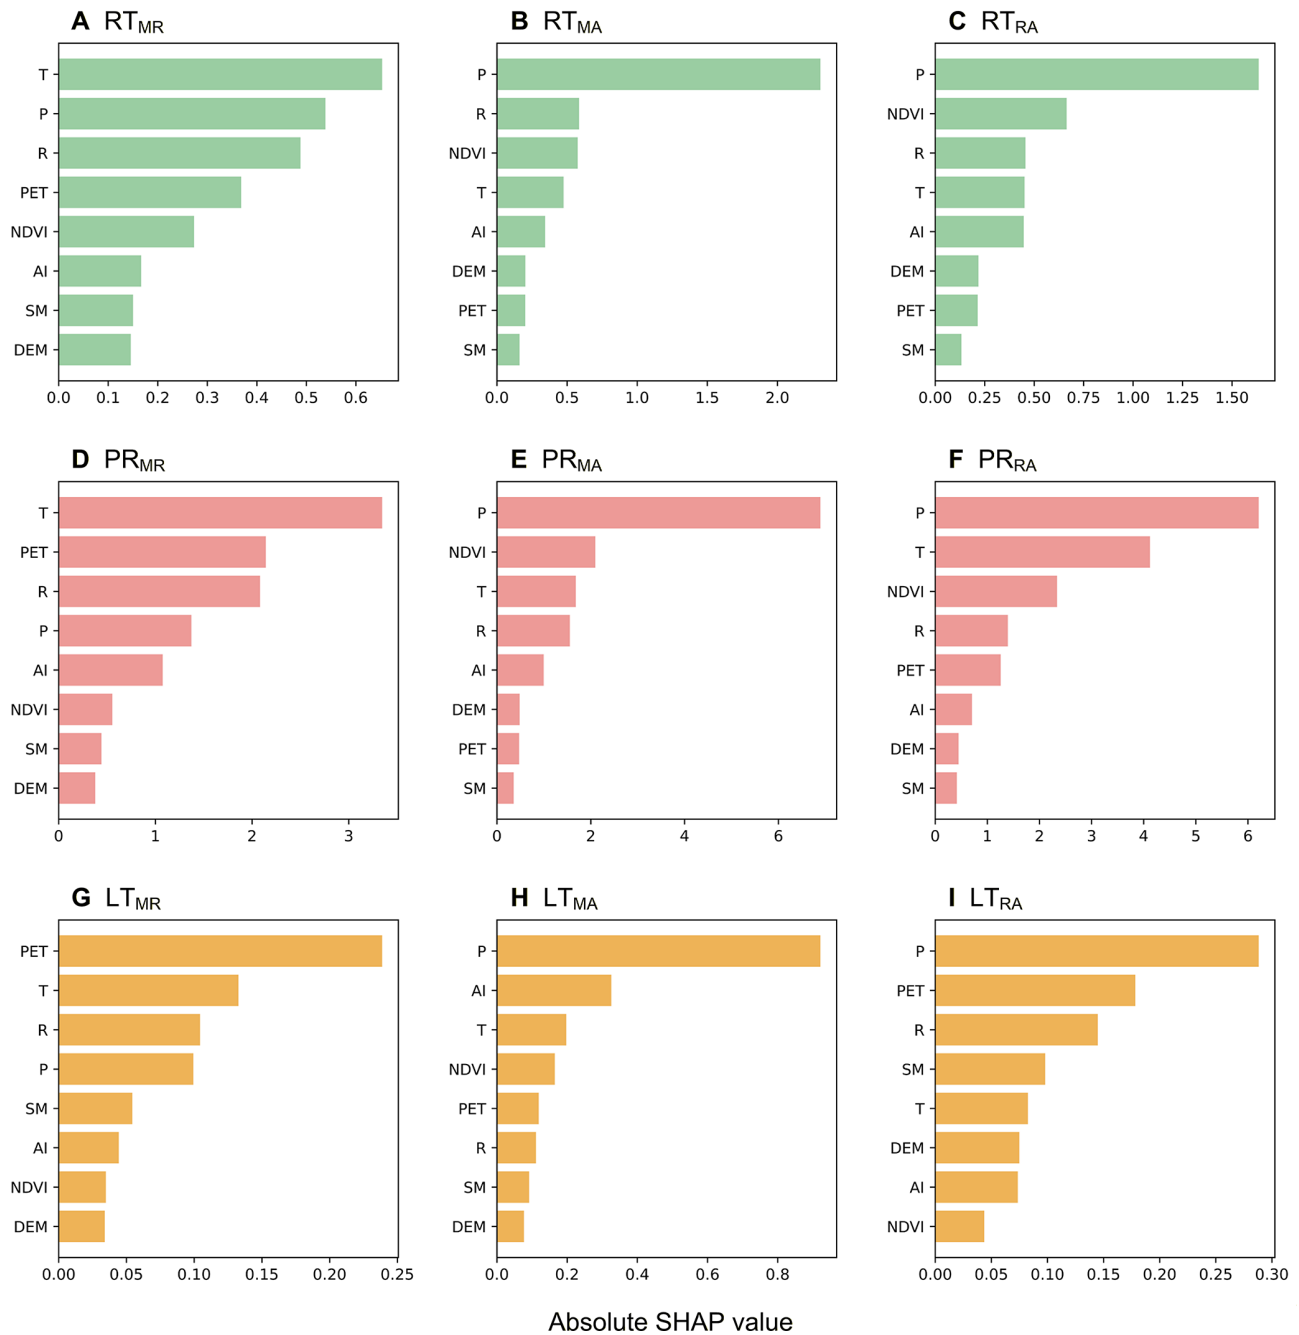 A RTMR
T
P
R
PET
NDVI
AI
SM
DEM
0.0 0.1 0.2 0.3 0.4 0.5 0.6
B RTMA
P
R
NDVI
T
AI
DEM
PET
SM
0.0 0.5 1.0 1.5 2.0
C RTRA
P
NDVI
R
T
AI
DEM
PET
SM
0.00 0.25 0.50 0.75 1.00 1.25 1.50
D PRMR
T
PET
R
P
AI
NDVI
SM
DEM
0 1 2 3
E PRMA
P
NDVI
T
R
AI
DEM
PET
SM
0 2 4 6
F PRRA
P
T
NDVI
R
PET
AI
DEM
SM
0 1 2 3 4 5 6
G LTMR
PET
T
R
P
SM
AI
NDVI
DEM
0.00 0.05 0.10 0.15 0.20 0.25
H LTMA
P
AI
T
NDVI
PET
R
SM
DEM
0.0 0.2 0.4 0.6 0.8
I LTRA
P
PET
R
SM
T
DEM
AI
NDVI
0.00 0.05 0.10 0.15 0.20 0.25 0.30
Absolute SHAP value